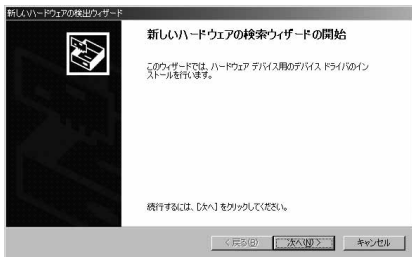 新しいハードウェアの検出ウィザード
新しいハードウェアの検索ウィザードの開始
このウィザードでは、ハードウェア デバイス用のデバイス ドライバのイン
ストールを行います。
続行するには、[次へ] をクリックしてください。
< 戻る(B)
次へ(N) >
キャンセル